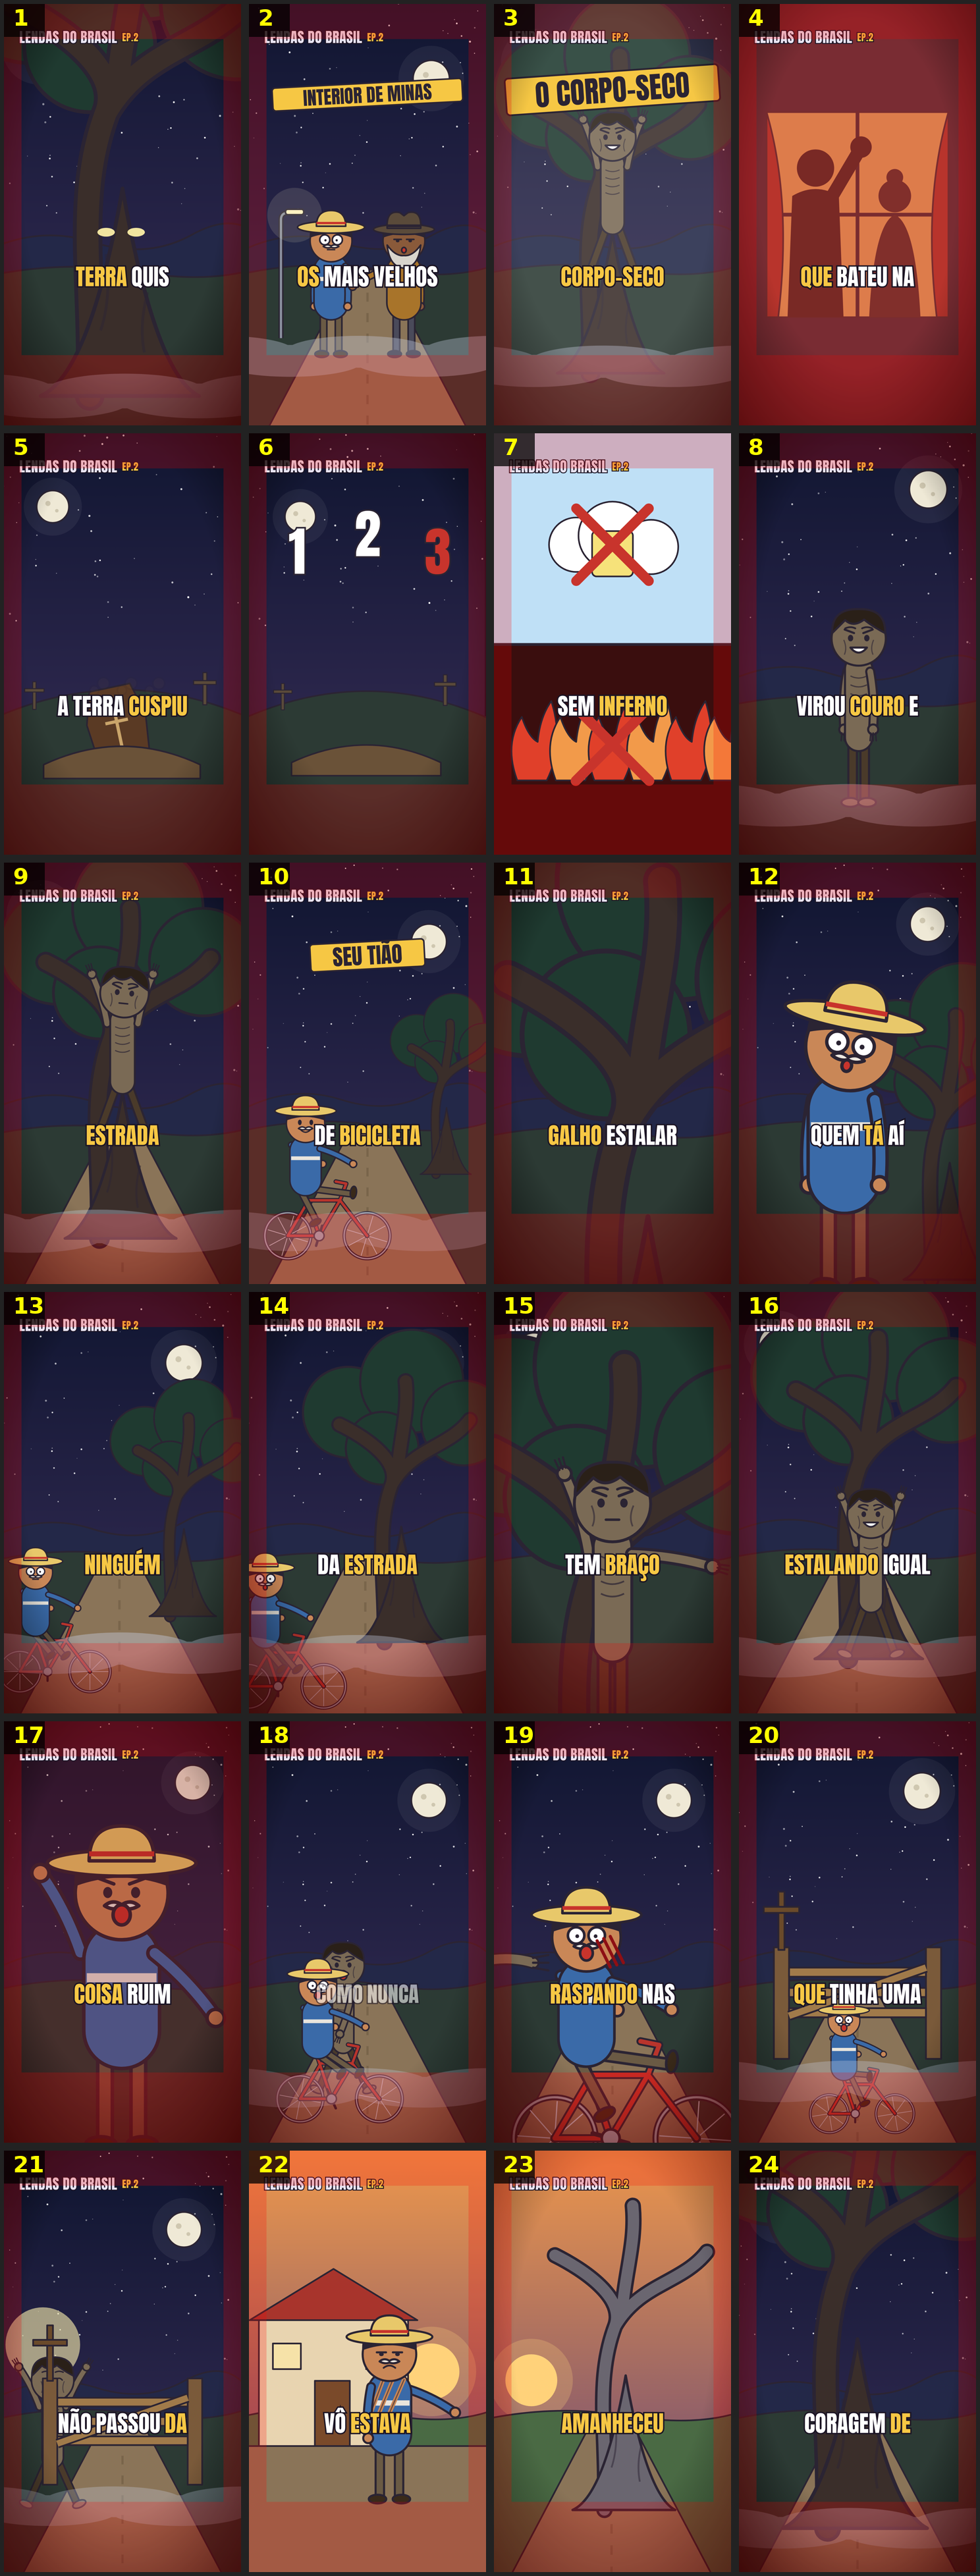 1
LENDAS DO BRASIL EP.2
TERRA QUIS
2
LENDAS DO BRASIL EP.2
INTERIOR DE MINAS
OS MAIS VELHOS
3
LENDAS DO BRASIL EP.2
O CORPO-SECO
CORPO-SECO
4
LENDAS DO BRASIL EP.2
QUE BATEU NA
5
LENDAS DO BRASIL EP.2
A TERRA CUSPIU
6
LENDAS DO BRASIL EP.2
1 2 3
7
LENDAS DO BRASIL EP.2
SEM INFERNO
8
LENDAS DO BRASIL EP.2
VIROU COURO E
9
LENDAS DO BRASIL EP.2
ESTRADA
10
LENDAS DO BRASIL EP.2
SEU TIÃO
DE BICICLETA
11
LENDAS DO BRASIL EP.2
GALHO ESTALAR
12
LENDAS DO BRASIL EP.2
QUEM TÁ AÍ
13
LENDAS DO BRASIL EP.2
NINGUÉM
14
LENDAS DO BRASIL EP.2
DA ESTRADA
15
LENDAS DO BRASIL EP.2
TEM BRAÇO
16
LENDAS DO BRASIL EP.2
ESTALANDO IGUAL
17
LENDAS DO BRASIL EP.2
COISA RUIM
18
LENDAS DO BRASIL EP.2
COMO NUNCA
19
LENDAS DO BRASIL EP.2
RASPANDO NAS
20
LENDAS DO BRASIL EP.2
QUE TINHA UMA
21
LENDAS DO BRASIL EP.2
NÃO PASSOU DA
22
LENDAS DO BRASIL EP.2
VÔ ESTAVA
23
LENDAS DO BRASIL EP.2
AMANHECEU
24
LENDAS DO BRASIL EP.2
CORAGEM DE